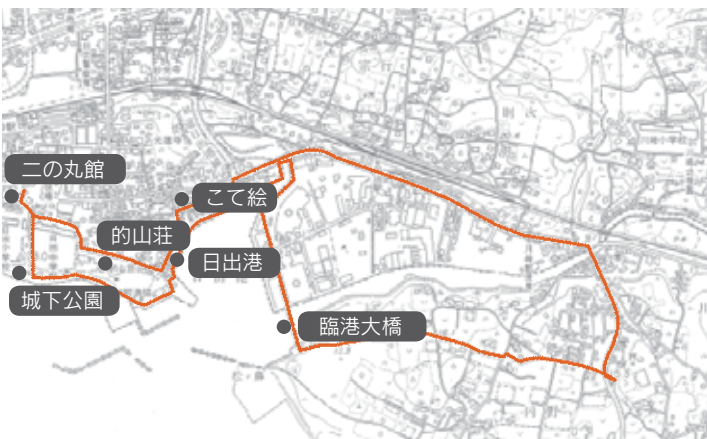 二の丸館
こて絵
的山荘
日出港
城下公園
臨港大橋